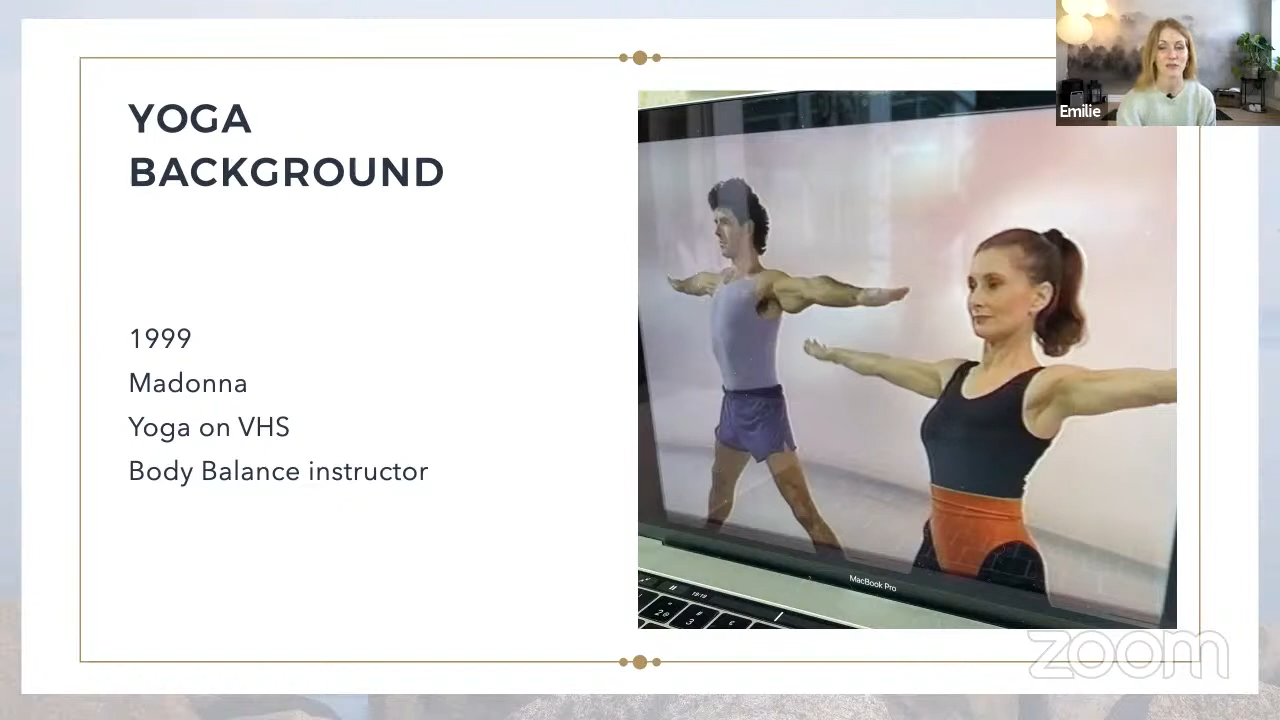 YOGA
BACKGROUND
1999
Madonna
Yoga on VHS
Body Balance instructor
Emilie
MacBook Pro
zoom